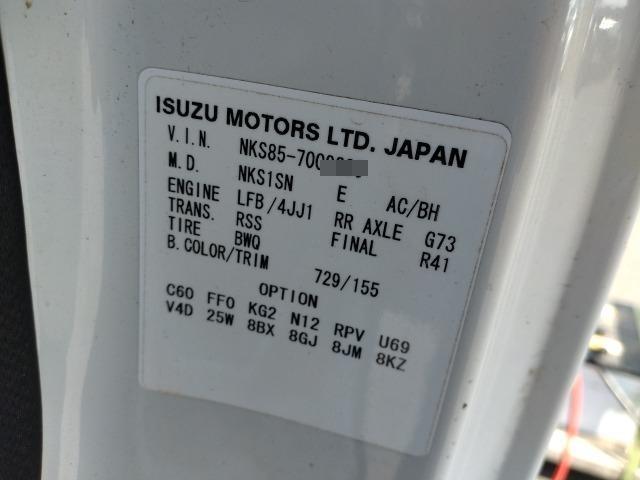 ISUZU MOTORS LTD. JAPAN
V.I.N. NKS85-700
M.D. NKS1SN E AC/BH
ENGINE LFB/4JJ1 RR AXLE G73
TRANS. RSS FINAL R41
TIRE BWQ
B.COLOR/TRIM 729/155
OPTION
C60 FF0 KG2 N12 RPV U69
V4D 25W 8BX 8GJ 8JM 8KZ